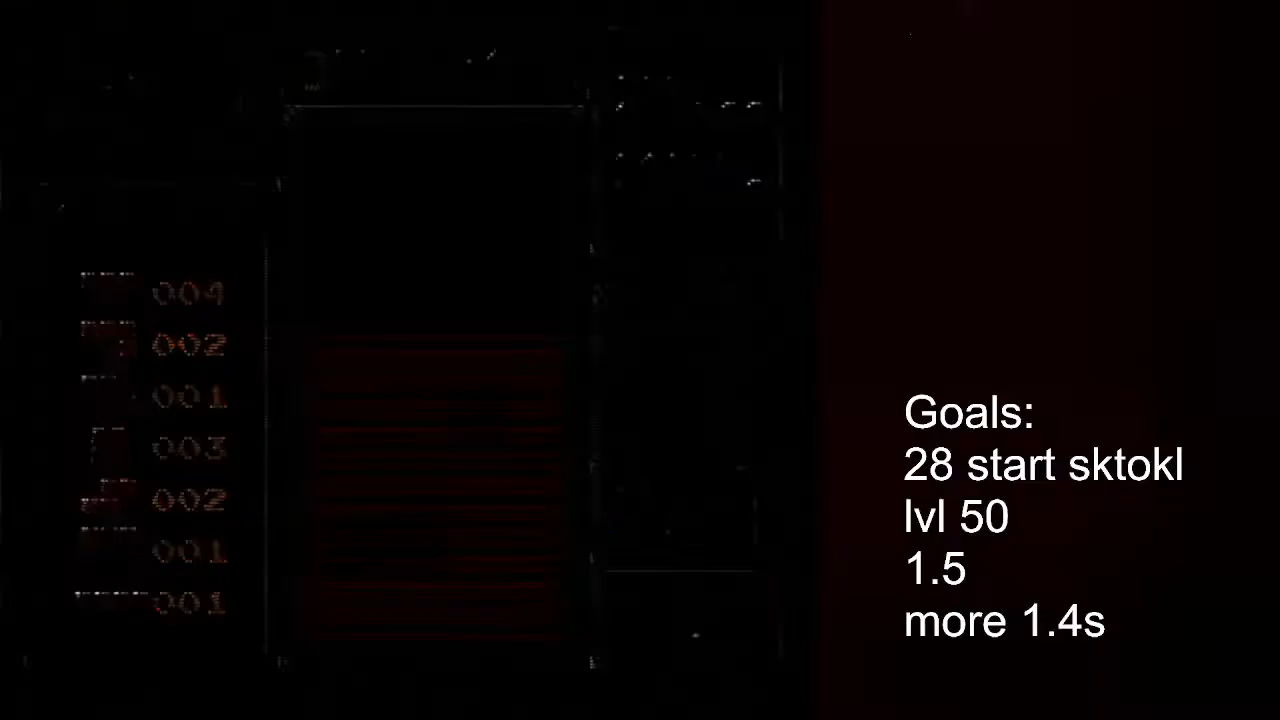 004
002
001
003
002
001
001
Goals:
28 start sktokl
lvl 50
1.5
more 1.4s